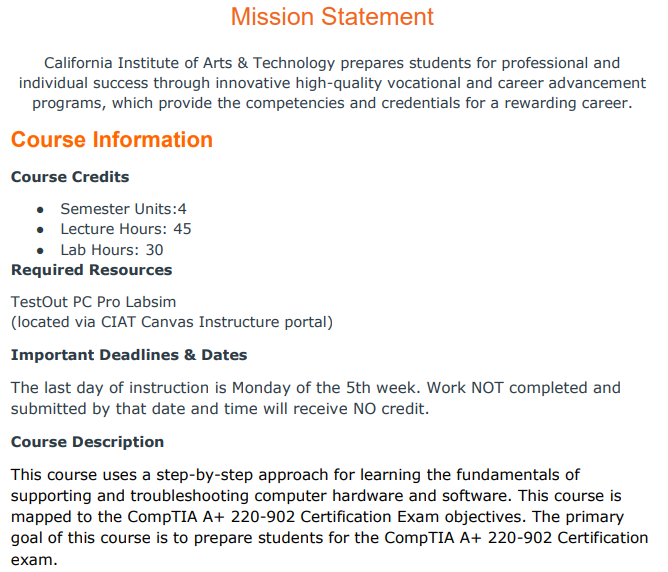 Mission Statement
California Institute of Arts & Technology prepares students for professional and
individual success through innovative high-quality vocational and career advancement
programs, which provide the competencies and credentials for a rewarding career.
Course Information
Course Credits
● Semester Units:4
● Lecture Hours: 45
● Lab Hours: 30
Required Resources
TestOut PC Pro Labsim
(located via CIAT Canvas Instructure portal)
Important Deadlines & Dates
The last day of instruction is Monday of the 5th week. Work NOT completed and
submitted by that date and time will receive NO credit.
Course Description
This course uses a step-by-step approach for learning the fundamentals of
supporting and troubleshooting computer hardware and software. This course is
mapped to the CompTIA A+ 220-902 Certification Exam objectives. The primary
goal of this course is to prepare students for the CompTIA A+ 220-902 Certification
exam.